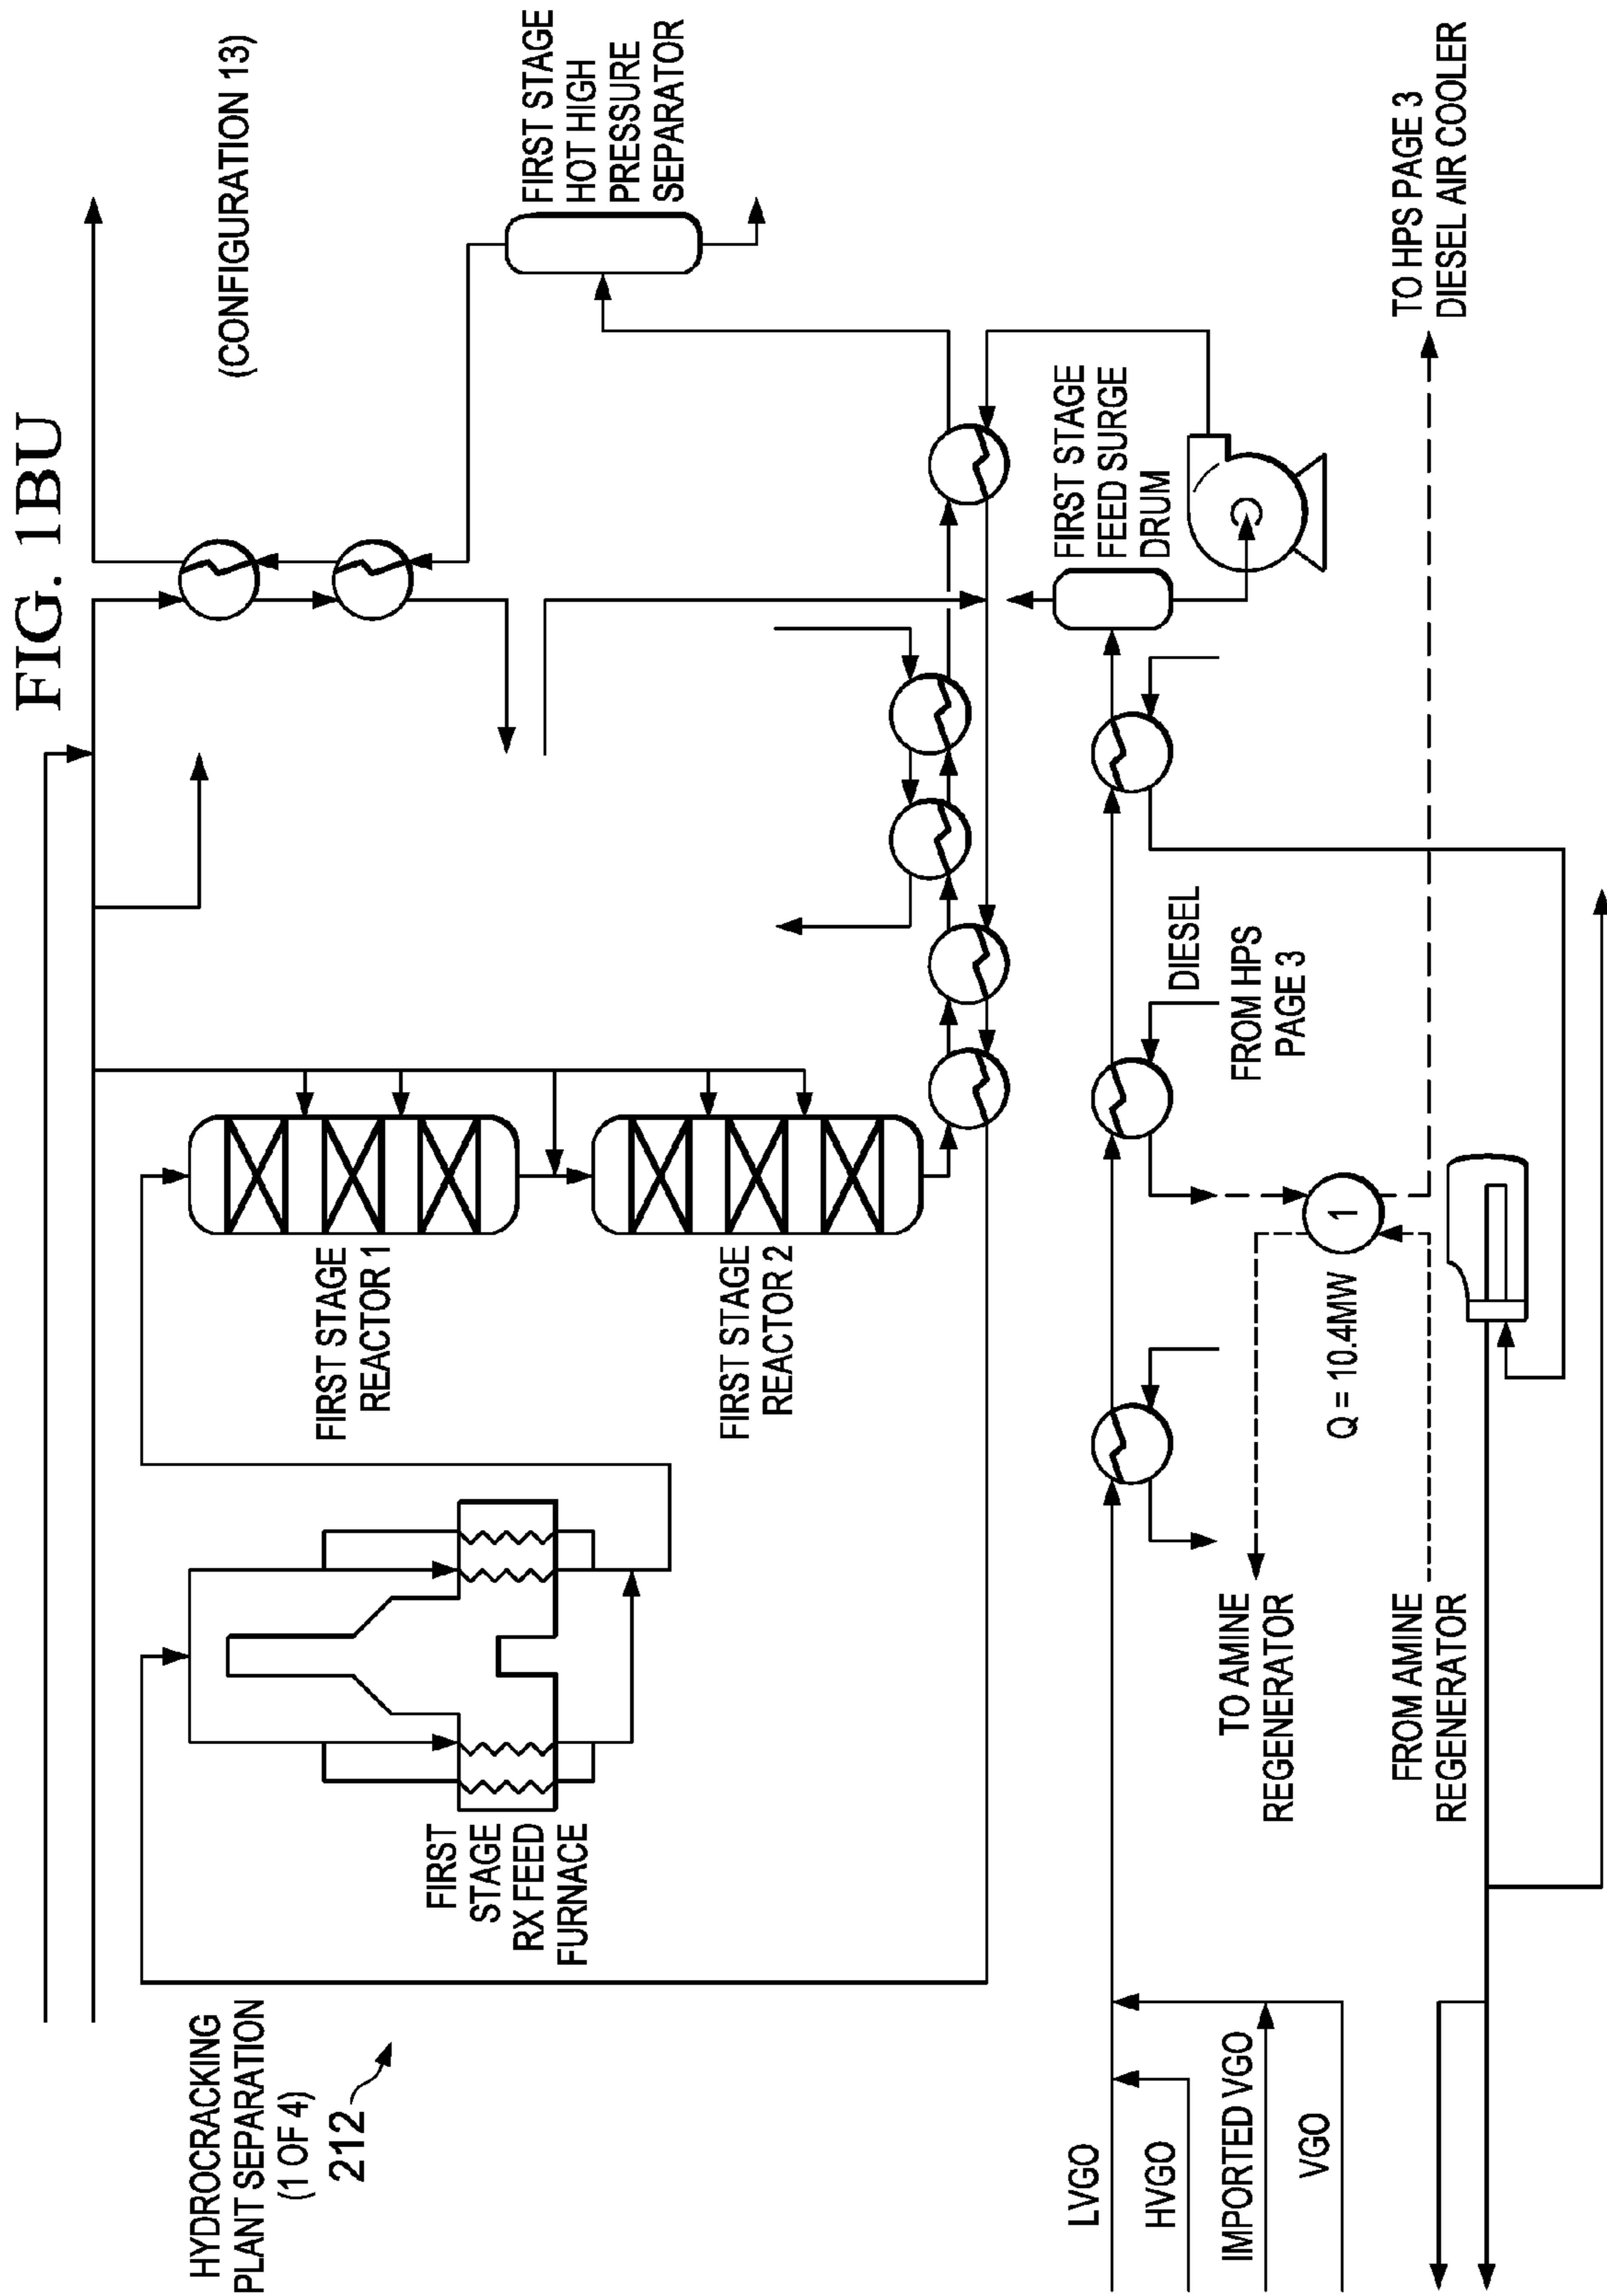 FIG. 1BU
(CONFIGURATION 13)
HYDROCRACKING
PLANT SEPARATION
(1 OF 4)
212
FIRST
STAGE
RX FEED
FURNACE
FIRST STAGE
REACTOR 1
FIRST STAGE
REACTOR 2
FIRST STAGE
HOT HIGH
PRESSURE
SEPARATOR
FIRST STAGE
FEED SURGE
DRUM
LVGO
HVGO
IMPORTED VGO
VGO
DIESEL
FROM HPS
PAGE 3
TO AMINE
REGENERATOR
Q = 10.4MW
1
FROM AMINE
REGENERATOR
TO HPS PAGE 3
DIESEL AIR COOLER